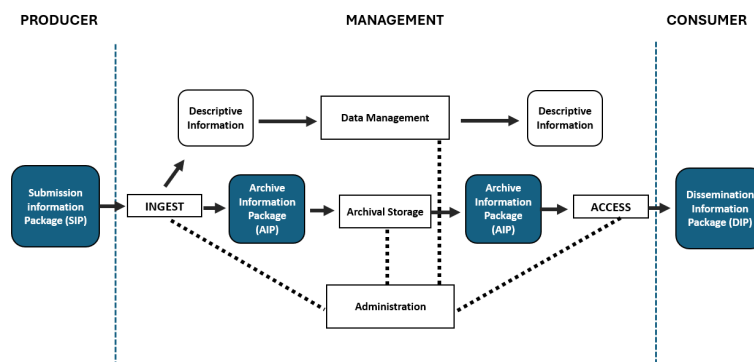 PRODUCER
MANAGEMENT
CONSUMER
Descriptive
Information
Data Management
Descriptive
Information
Submission
information
Package (SIP)
INGEST
Archive
Information
Package
(AIP)
Archival Storage
Archive
Information
Package
(AIP)
ACCESS
Dissemination
Information
Package (DIP)
Administration